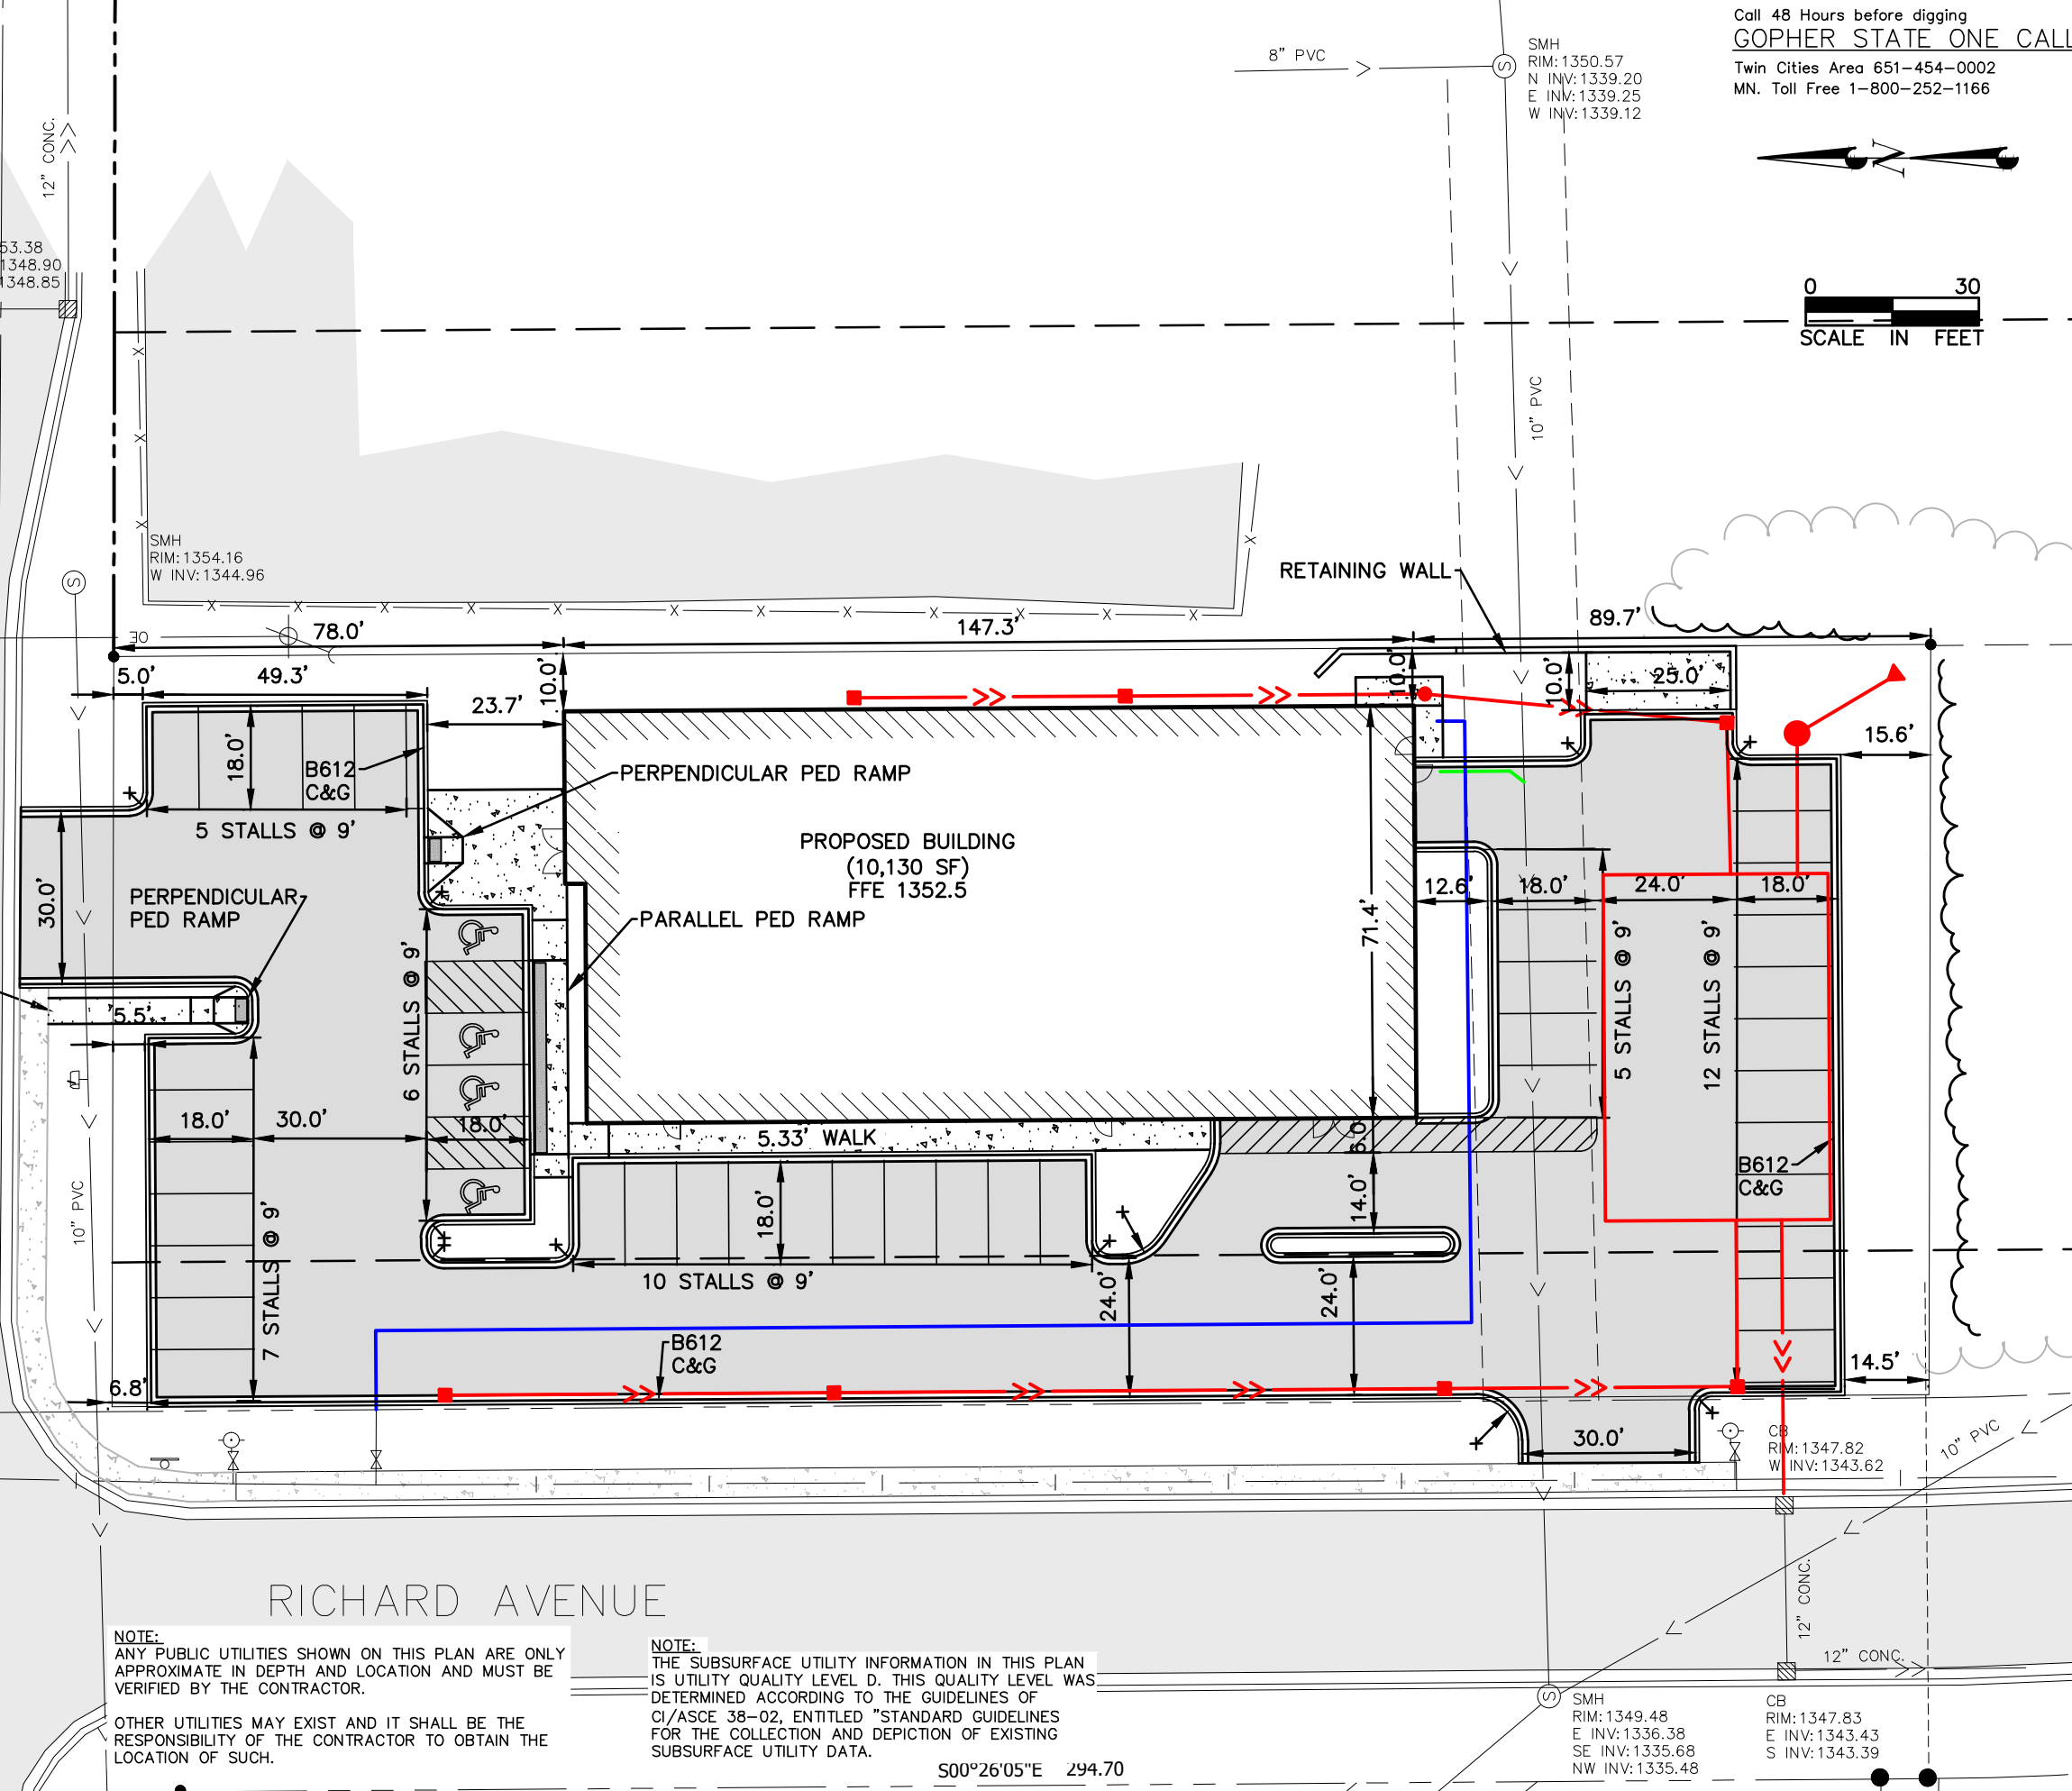 Call 48 Hours before digging
GOPHER STATE ONE CALL
Twin Cities Area 651-454-0002
MN. Toll Free 1-800-252-1166
N
0 30
SCALE IN FEET
8" PVC
SMH
RIM:1350.57
N INV:1339.20
E INV:1339.25
W INV:1339.12
12" CONC.
53.38
1348.90
1348.85
10" PVC
SMH
RIM:1354.16
W INV:1344.96
OE
RETAINING WALL
78.0'
147.3'
89.7'
5.0'
49.3'
23.7'
10.0'
10.0'
10.0'
25.0'
15.6'
18.0'
B612
C&G
5 STALLS @ 9'
30.0'
PERPENDICULAR PED RAMP
PERPENDICULAR
PED RAMP
PARALLEL PED RAMP
PROPOSED BUILDING
(10,130 SF)
FFE 1352.5
71.4'
12.6'
18.0'
24.0'
18.0'
5 STALLS @ 9'
12 STALLS @ 9'
6 STALLS @ 9'
5.5'
18.0'
30.0'
18.0'
5.33' WALK
6.0'
14.0'
B612
C&G
18.0'
10 STALLS @ 9'
24.0'
24.0'
7 STALLS @ 9'
10" PVC
B612
C&G
6.8'
14.5'
30.0'
CB
RIM:1347.82
W INV:1343.62
10" PVC
12" CONC.
12" CONC.
RICHARD AVENUE
NOTE:
ANY PUBLIC UTILITIES SHOWN ON THIS PLAN ARE ONLY
APPROXIMATE IN DEPTH AND LOCATION AND MUST BE
VERIFIED BY THE CONTRACTOR.
OTHER UTILITIES MAY EXIST AND IT SHALL BE THE
RESPONSIBILITY OF THE CONTRACTOR TO OBTAIN THE
LOCATION OF SUCH.
NOTE:
THE SUBSURFACE UTILITY INFORMATION IN THIS PLAN
IS UTILITY QUALITY LEVEL D. THIS QUALITY LEVEL WAS
DETERMINED ACCORDING TO THE GUIDELINES OF
CI/ASCE 38-02, ENTITLED "STANDARD GUIDELINES
FOR THE COLLECTION AND DEPICTION OF EXISTING
SUBSURFACE UTILITY DATA.
S00°26'05"E 294.70
SMH
RIM:1349.48
E INV:1336.38
SE INV:1335.68
NW INV:1335.48
CB
RIM:1347.83
E INV:1343.43
S INV:1343.39